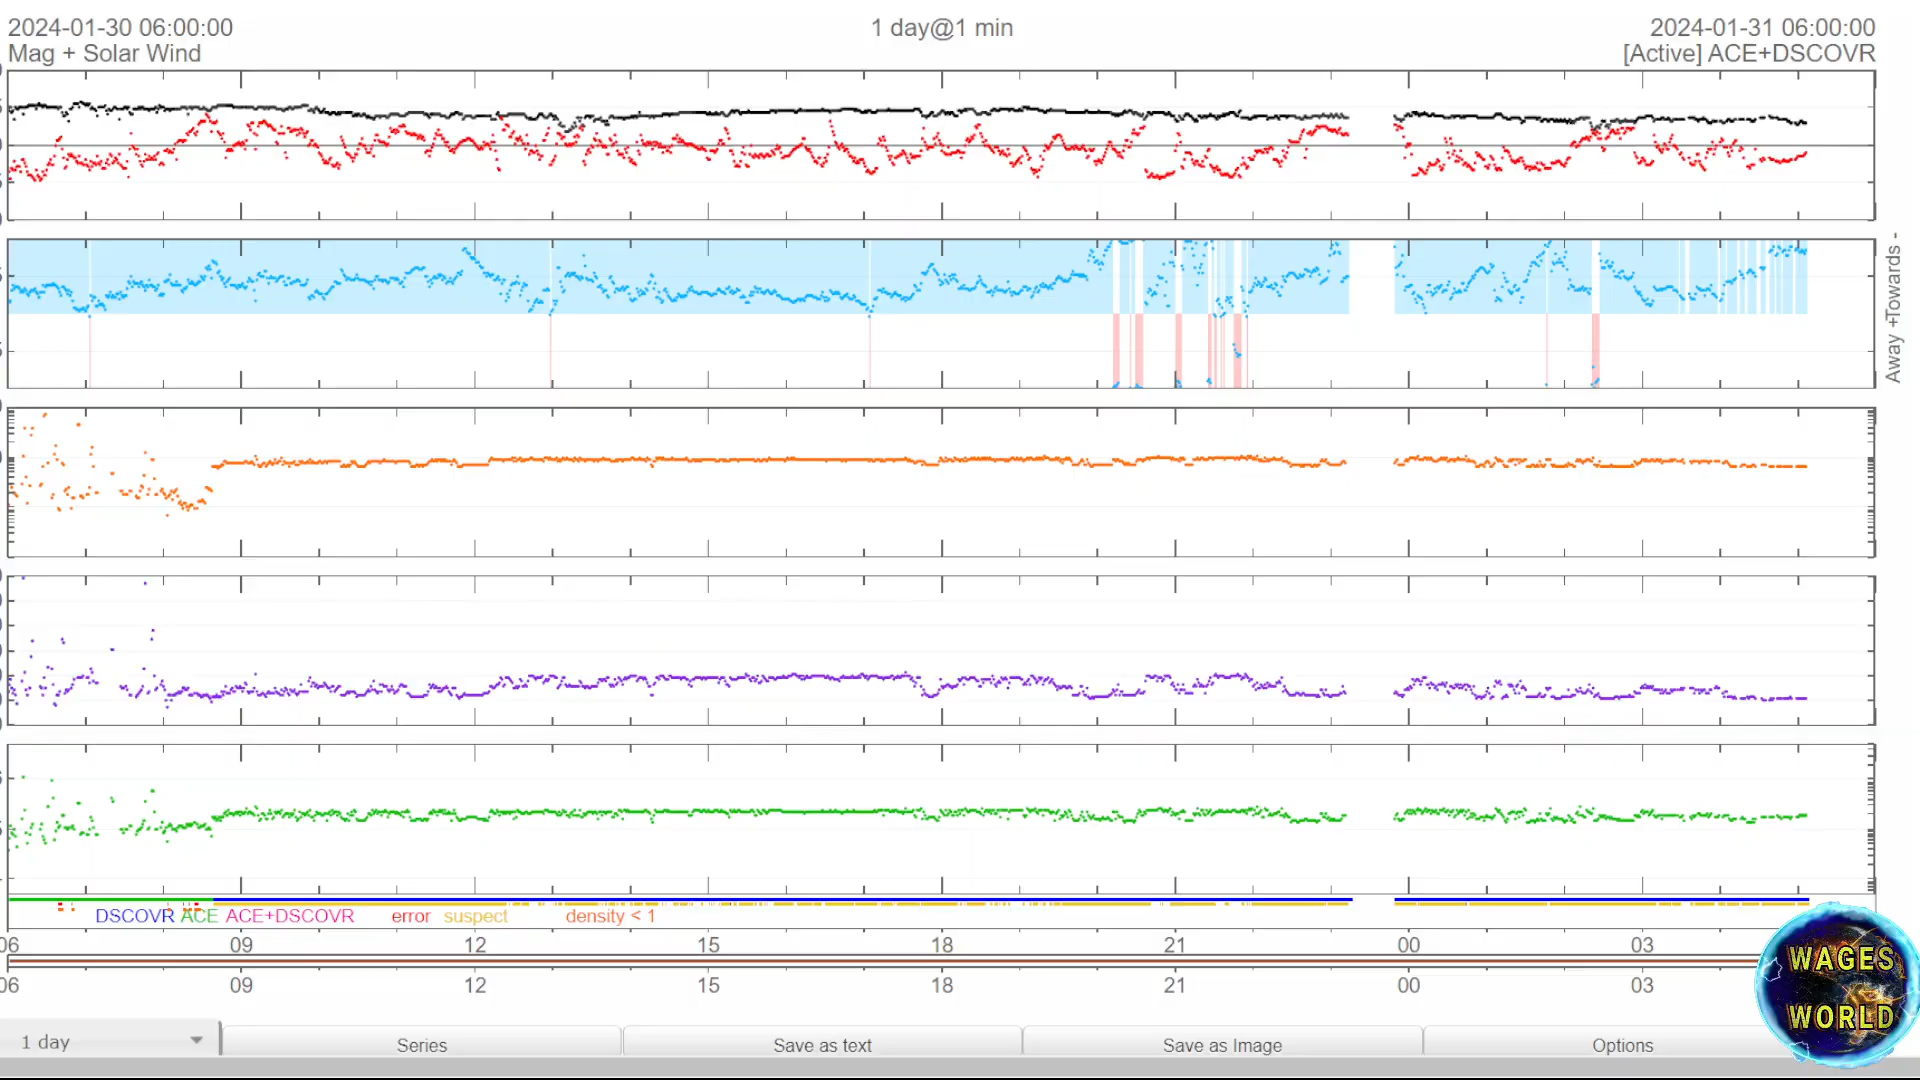 2024-01-30 06:00:00
1 day@1 min
2024-01-31 06:00:00
Mag + Solar Wind
[Active] ACE+DSCOVR
Away +Towards -
DSCOVR ACE ACE+DSCOVR error suspect density < 1
06 09 12 15 18 21 00 03
06 09 12 15 18 21 00 03
WAGES
WORLD
1 day
Series
Save as text
Save as Image
Options